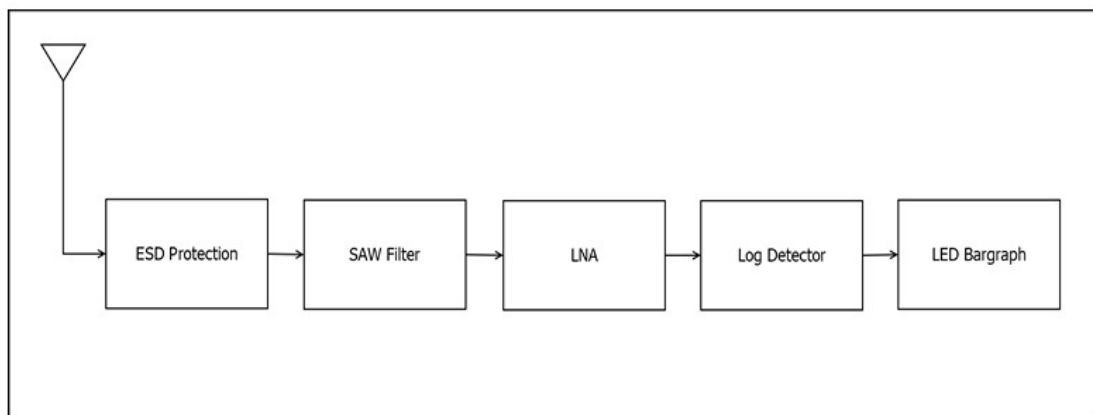 ESD Protection
SAW Filter
LNA
Log Detector
LED Bargraph